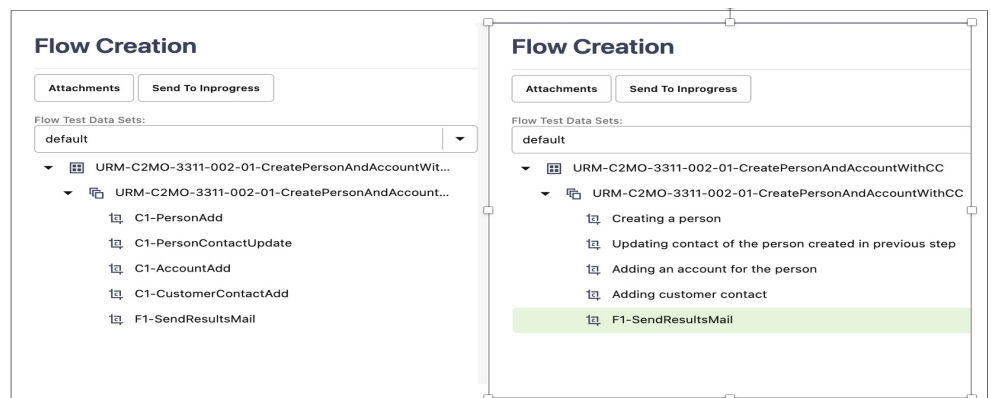 Flow Creation
Attachments
Send To Inprogress
Flow Test Data Sets:
default
URM-C2MO-3311-002-01-CreatePersonAndAccountWit...
URM-C2MO-3311-002-01-CreatePersonAndAccount...
C1-PersonAdd
C1-PersonContactUpdate
C1-AccountAdd
C1-CustomerContactAdd
F1-SendResultsMail
Flow Creation
Attachments
Send To Inprogress
Flow Test Data Sets:
default
URM-C2MO-3311-002-01-CreatePersonAndAccountWithCC
URM-C2MO-3311-002-01-CreatePersonAndAccountWithCC
Creating a person
Updating contact of the person created in previous step
Adding an account for the person
Adding customer contact
F1-SendResultsMail